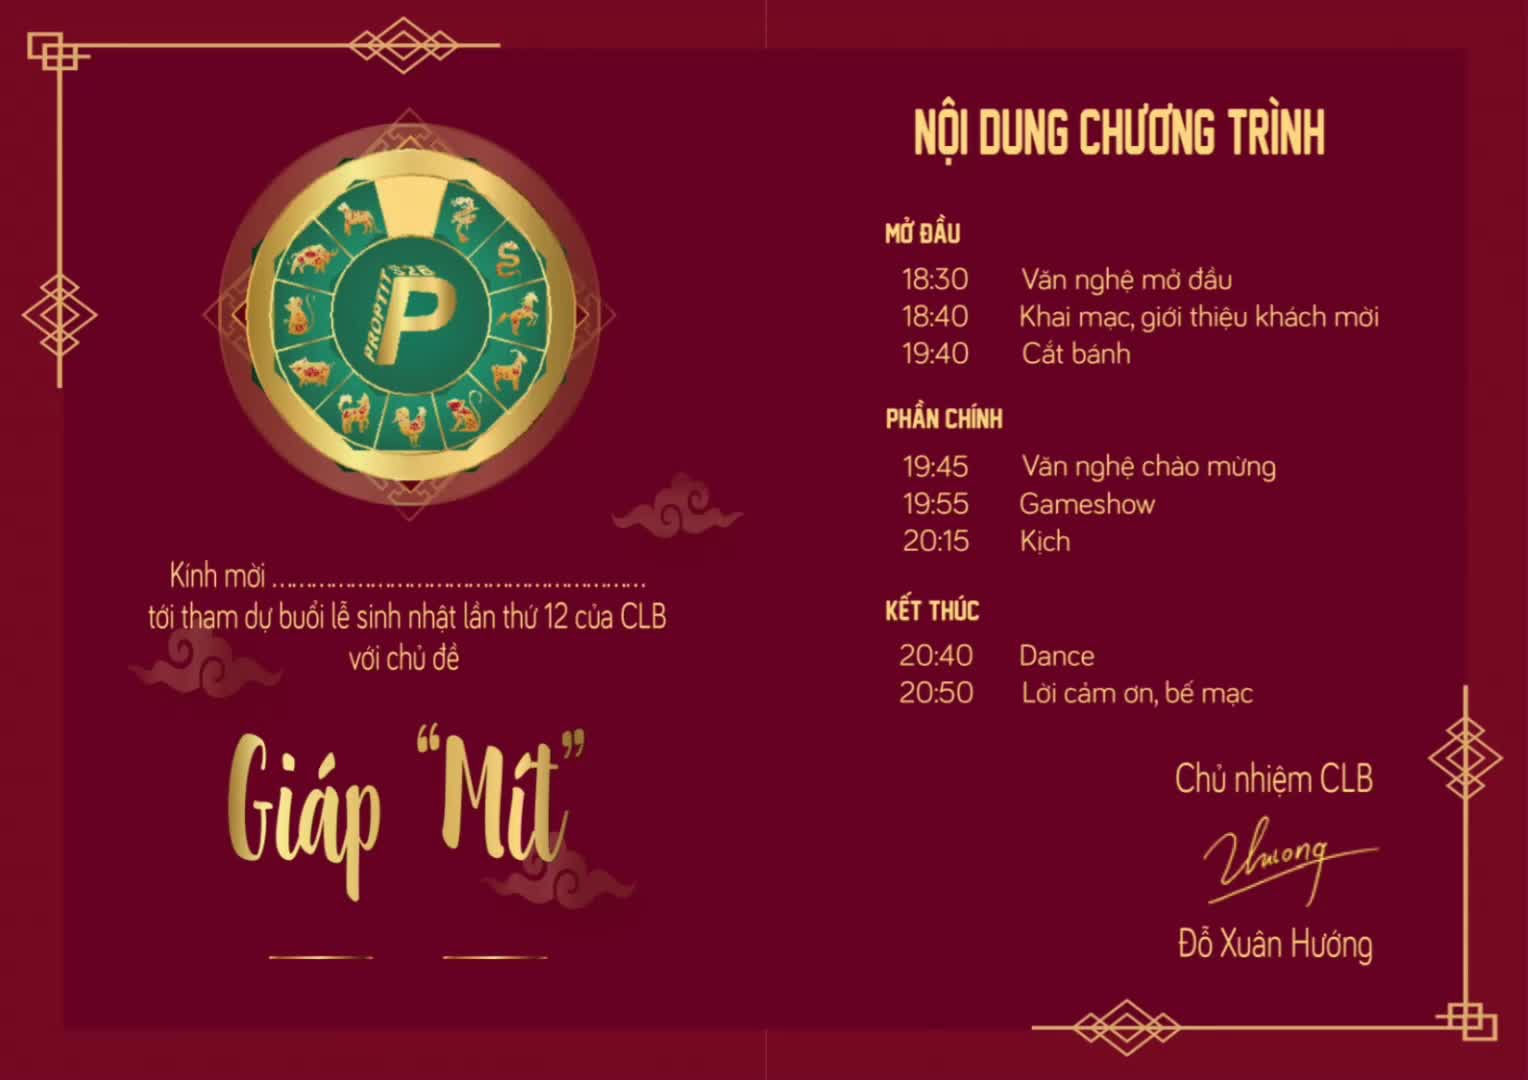 PROPTIT
P
Kính mời ................................................
tới tham dự buổi lễ sinh nhật lần thứ 12 của CLB
với chủ đề
Giáp “Mít”
NỘI DUNG CHƯƠNG TRÌNH
MỞ ĐẦU
18:30 Văn nghệ mở đầu
18:40 Khai mạc, giới thiệu khách mời
19:40 Cắt bánh
PHẦN CHÍNH
19:45 Văn nghệ chào mừng
19:55 Gameshow
20:15 Kịch
KẾT THÚC
20:40 Dance
20:50 Lời cảm ơn, bế mạc
Chủ nhiệm CLB
Hương
Đỗ Xuân Hướng